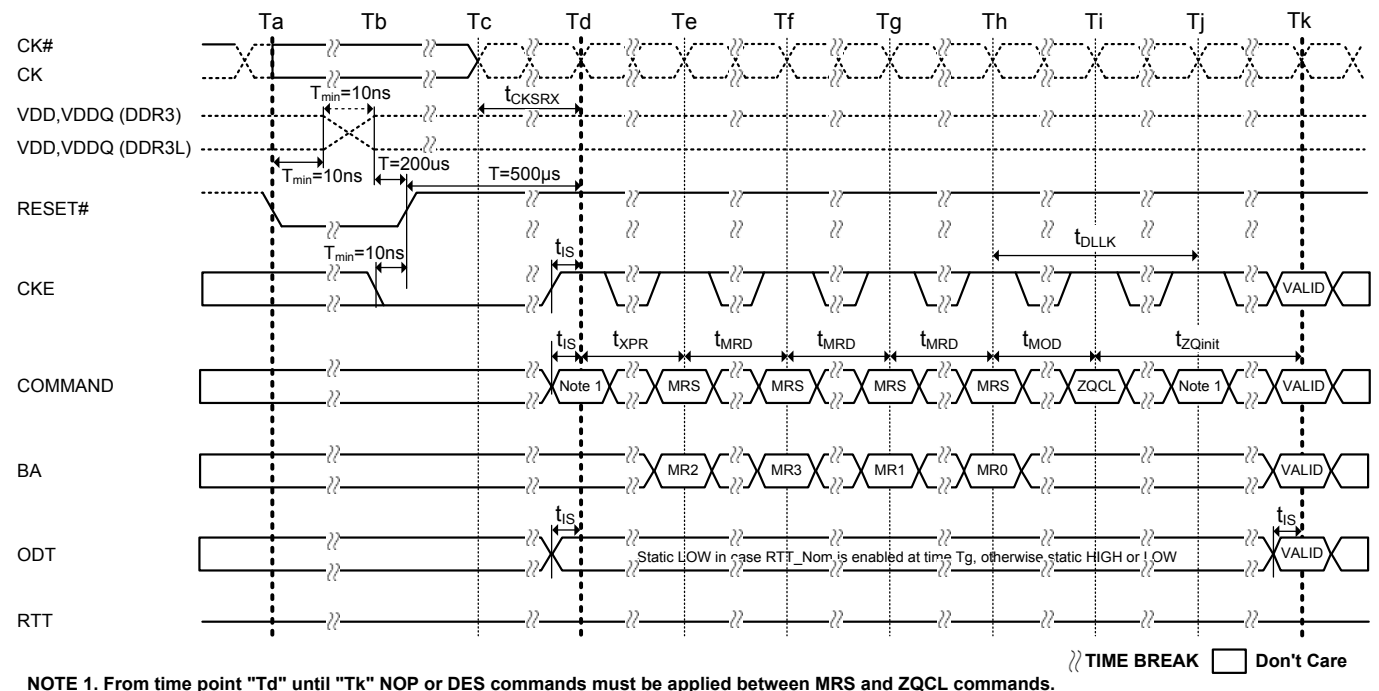 Ta Tb Tc Td Te Tf Tg Th Ti Tj Tk
CK#
CK
Tmin=10ns
tCKSRX
VDD,VDDQ (DDR3)
VDD,VDDQ (DDR3L)
Tmin=10ns
T=200us
T=500µs
RESET#
Tmin=10ns
tIS
tDLLK
CKE
VALID
tIS tXPR tMRD tMRD tMRD tMOD tZQinit
COMMAND
Note 1 MRS MRS MRS MRS ZQCL Note 1 VALID
BA
MR2 MR3 MR1 MR0 VALID
tIS
tIS
ODT
Static LOW in case RTT_Nom is enabled at time Tg, otherwise static HIGH or LOW
VALID
RTT
TIME BREAK Don't Care
NOTE 1. From time point "Td" until "Tk" NOP or DES commands must be applied between MRS and ZQCL commands.